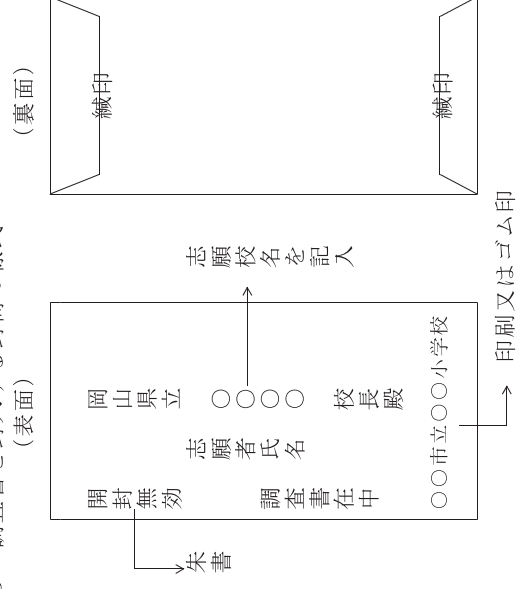 (表面)
岡山県立 ○○○○ 校長殿
志願者氏名
開封無効 調査書在中
○○市立○○小学校
志願校名を記入
朱書
印刷又はゴム印
(裏面)
緘印
緘印